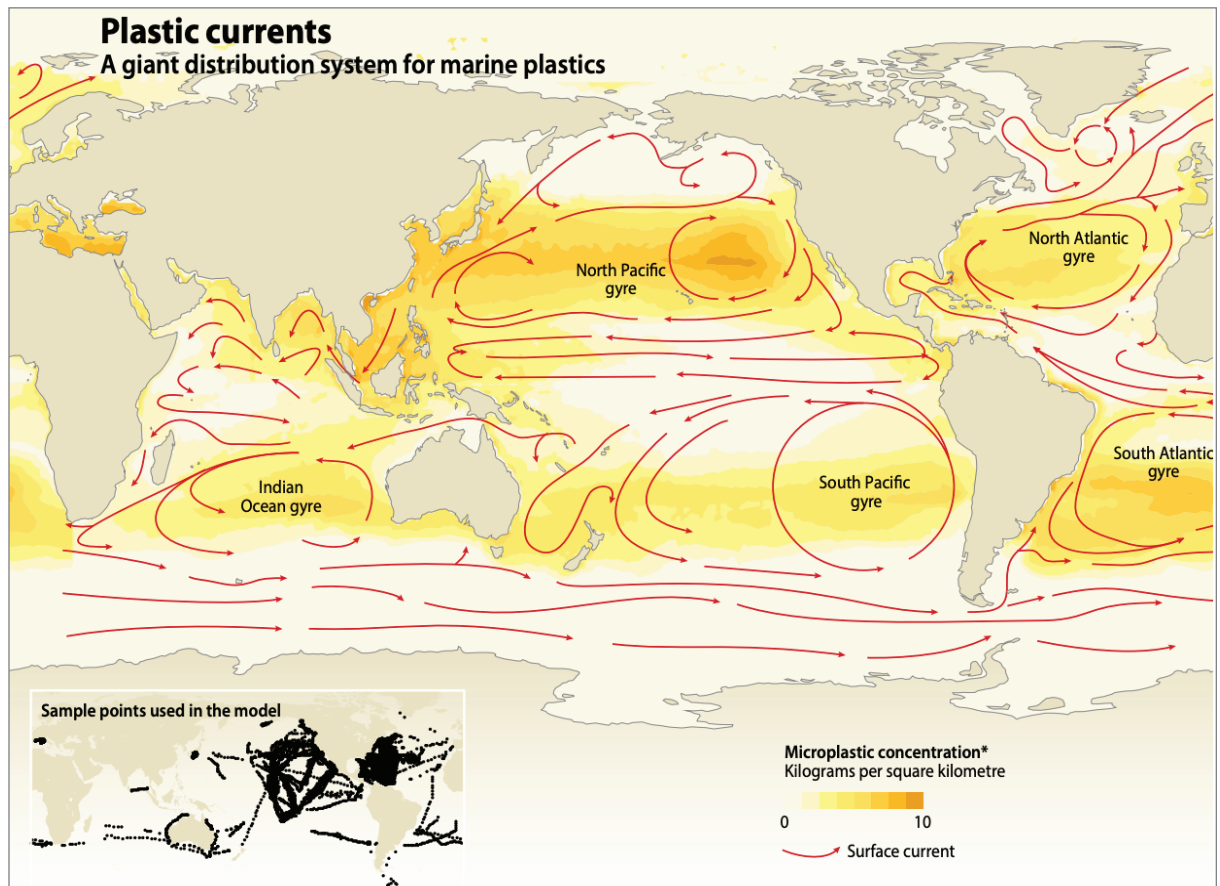 Plastic currents
A giant distribution system for marine plastics
North Atlantic
gyre
North Pacific
gyre
South Atlantic
gyre
Indian
Ocean gyre
South Pacific
gyre
Sample points used in the model
Microplastic concentration*
Kilograms per square kilometre
0 10
Surface current